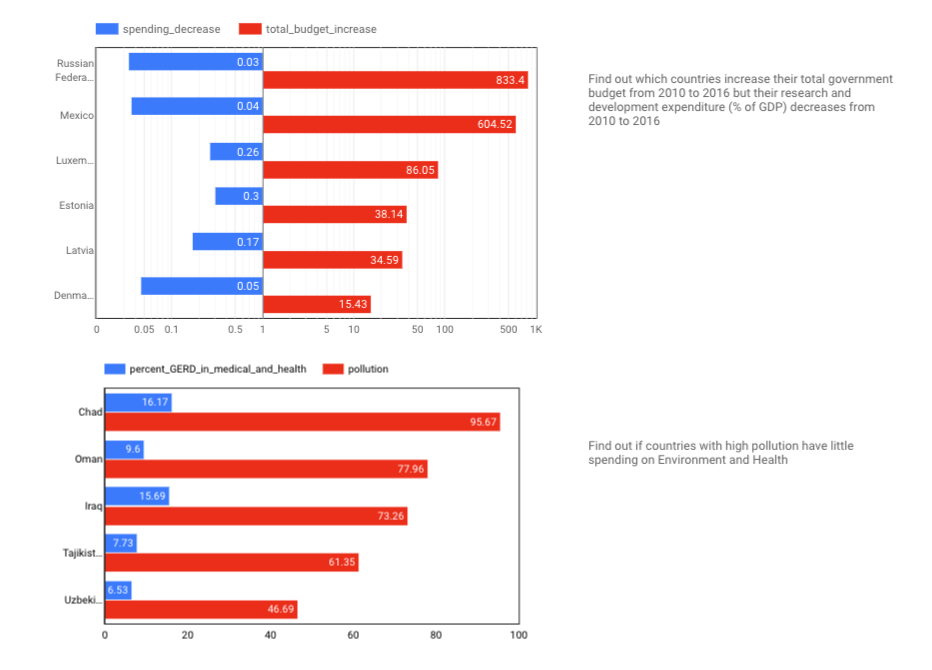 spending_decrease total_budget_increase
Russian
Federa...
0.03
833.4
Mexico
0.04
604.52
Luxem...
0.26
86.05
Estonia
0.3
38.14
Latvia
0.17
34.59
Denma...
0.05
15.43
0 0.05 0.1 0.5 1 5 10 50 100 500 1K
Find out which countries increase their total government
budget from 2010 to 2016 but their research and
development expenditure (% of GDP) decreases from
2010 to 2016
percent_GERD_in_medical_and_health pollution
Chad
16.17
95.67
Oman
9.6
77.96
Iraq
15.69
73.26
Tajikist...
7.73
61.35
Uzbeki...
6.53
46.69
0 20 40 60 80 100
Find out if countries with high pollution have little
spending on Environment and Health